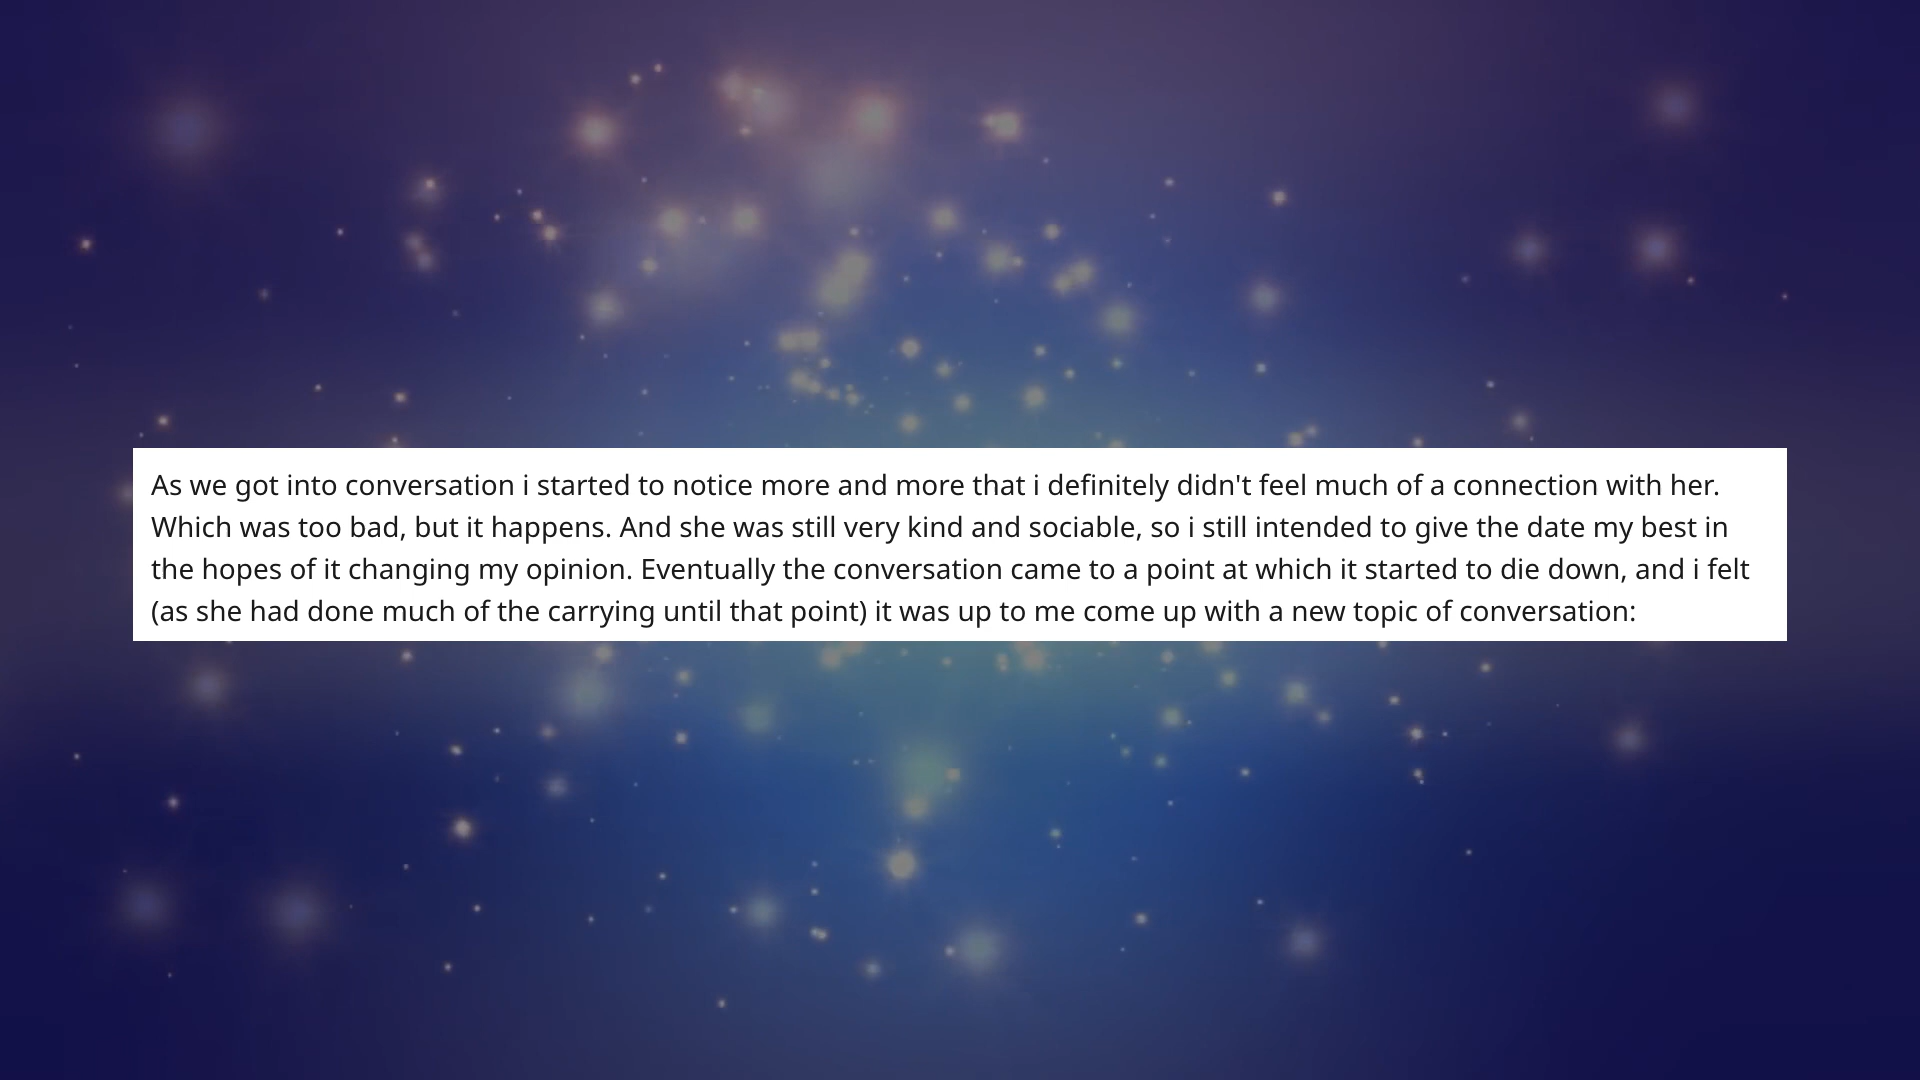 As we got into conversation i started to notice more and more that i definitely didn't feel much of a connection with her.
Which was too bad, but it happens. And she was still very kind and sociable, so i still intended to give the date my best in
the hopes of it changing my opinion. Eventually the conversation came to a point at which it started to die down, and i felt
(as she had done much of the carrying until that point) it was up to me come up with a new topic of conversation: